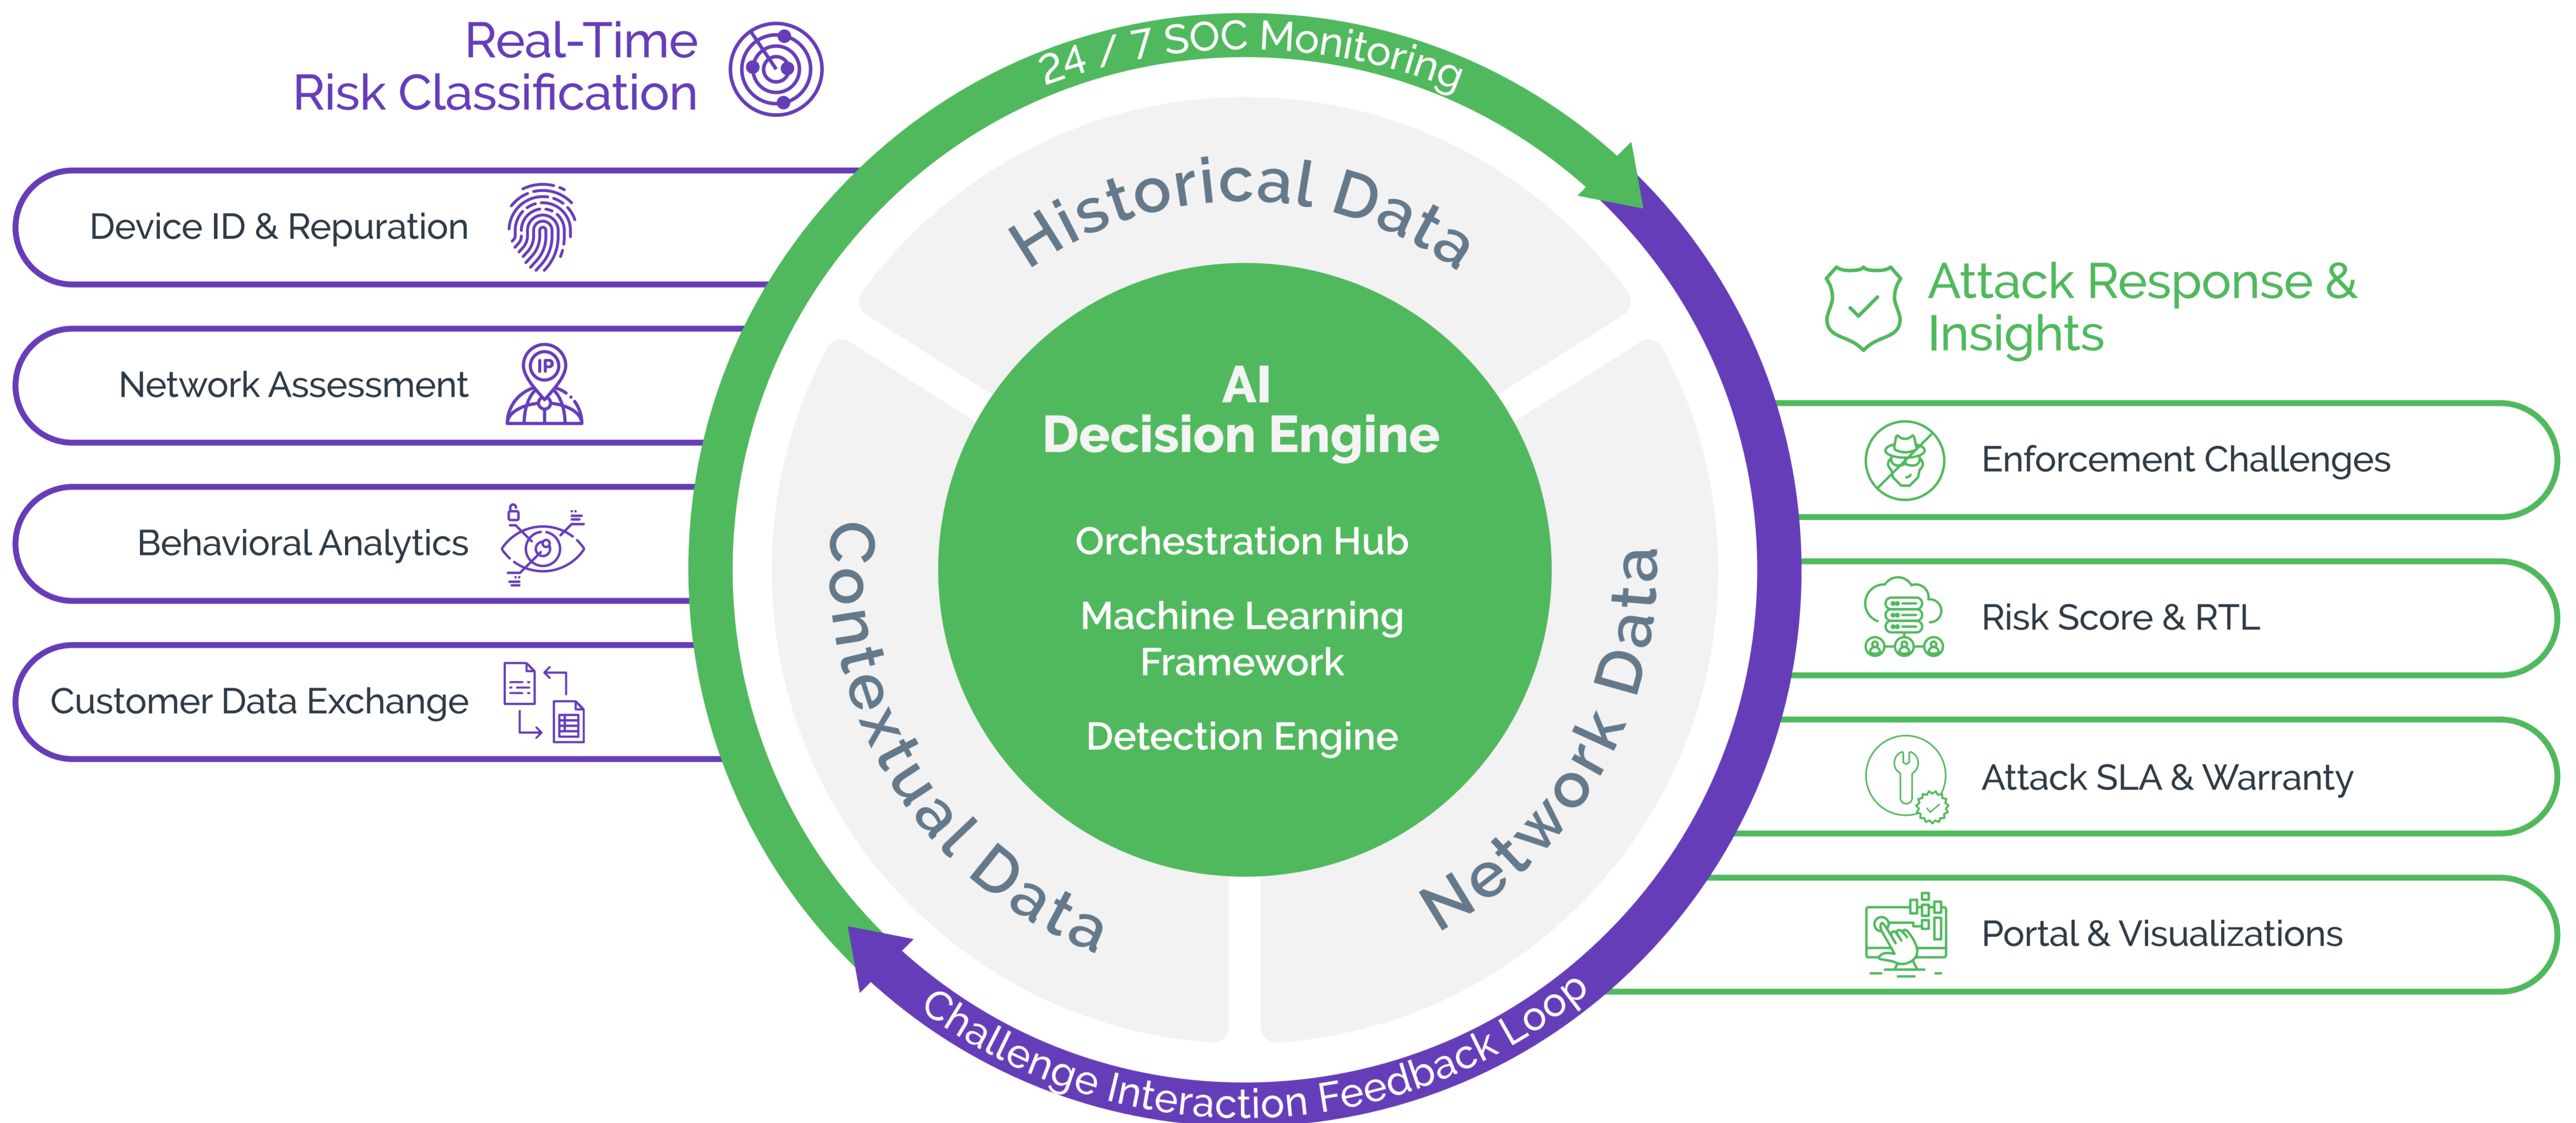 Real-Time
Risk Classification
Device ID & Repuration
Network Assessment
IP
Behavioral Analytics
Customer Data Exchange
24 / 7 SOC Monitoring
Historical Data
Contextual Data
Network Data
AI
Decision Engine
Orchestration Hub
Machine Learning
Framework
Detection Engine
Challenge Interaction Feedback Loop
Attack Response &
Insights
Enforcement Challenges
Risk Score & RTL
Attack SLA & Warranty
Portal & Visualizations